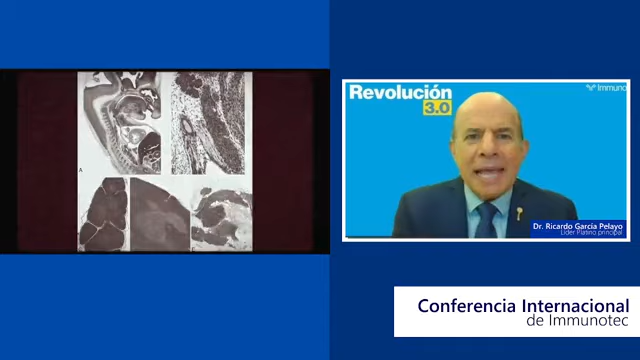 A
Revolución
3.0
Immuno
Dr. Ricardo García Pelayo
Líder Platino principal
Conferencia Internacional
de Immunotec